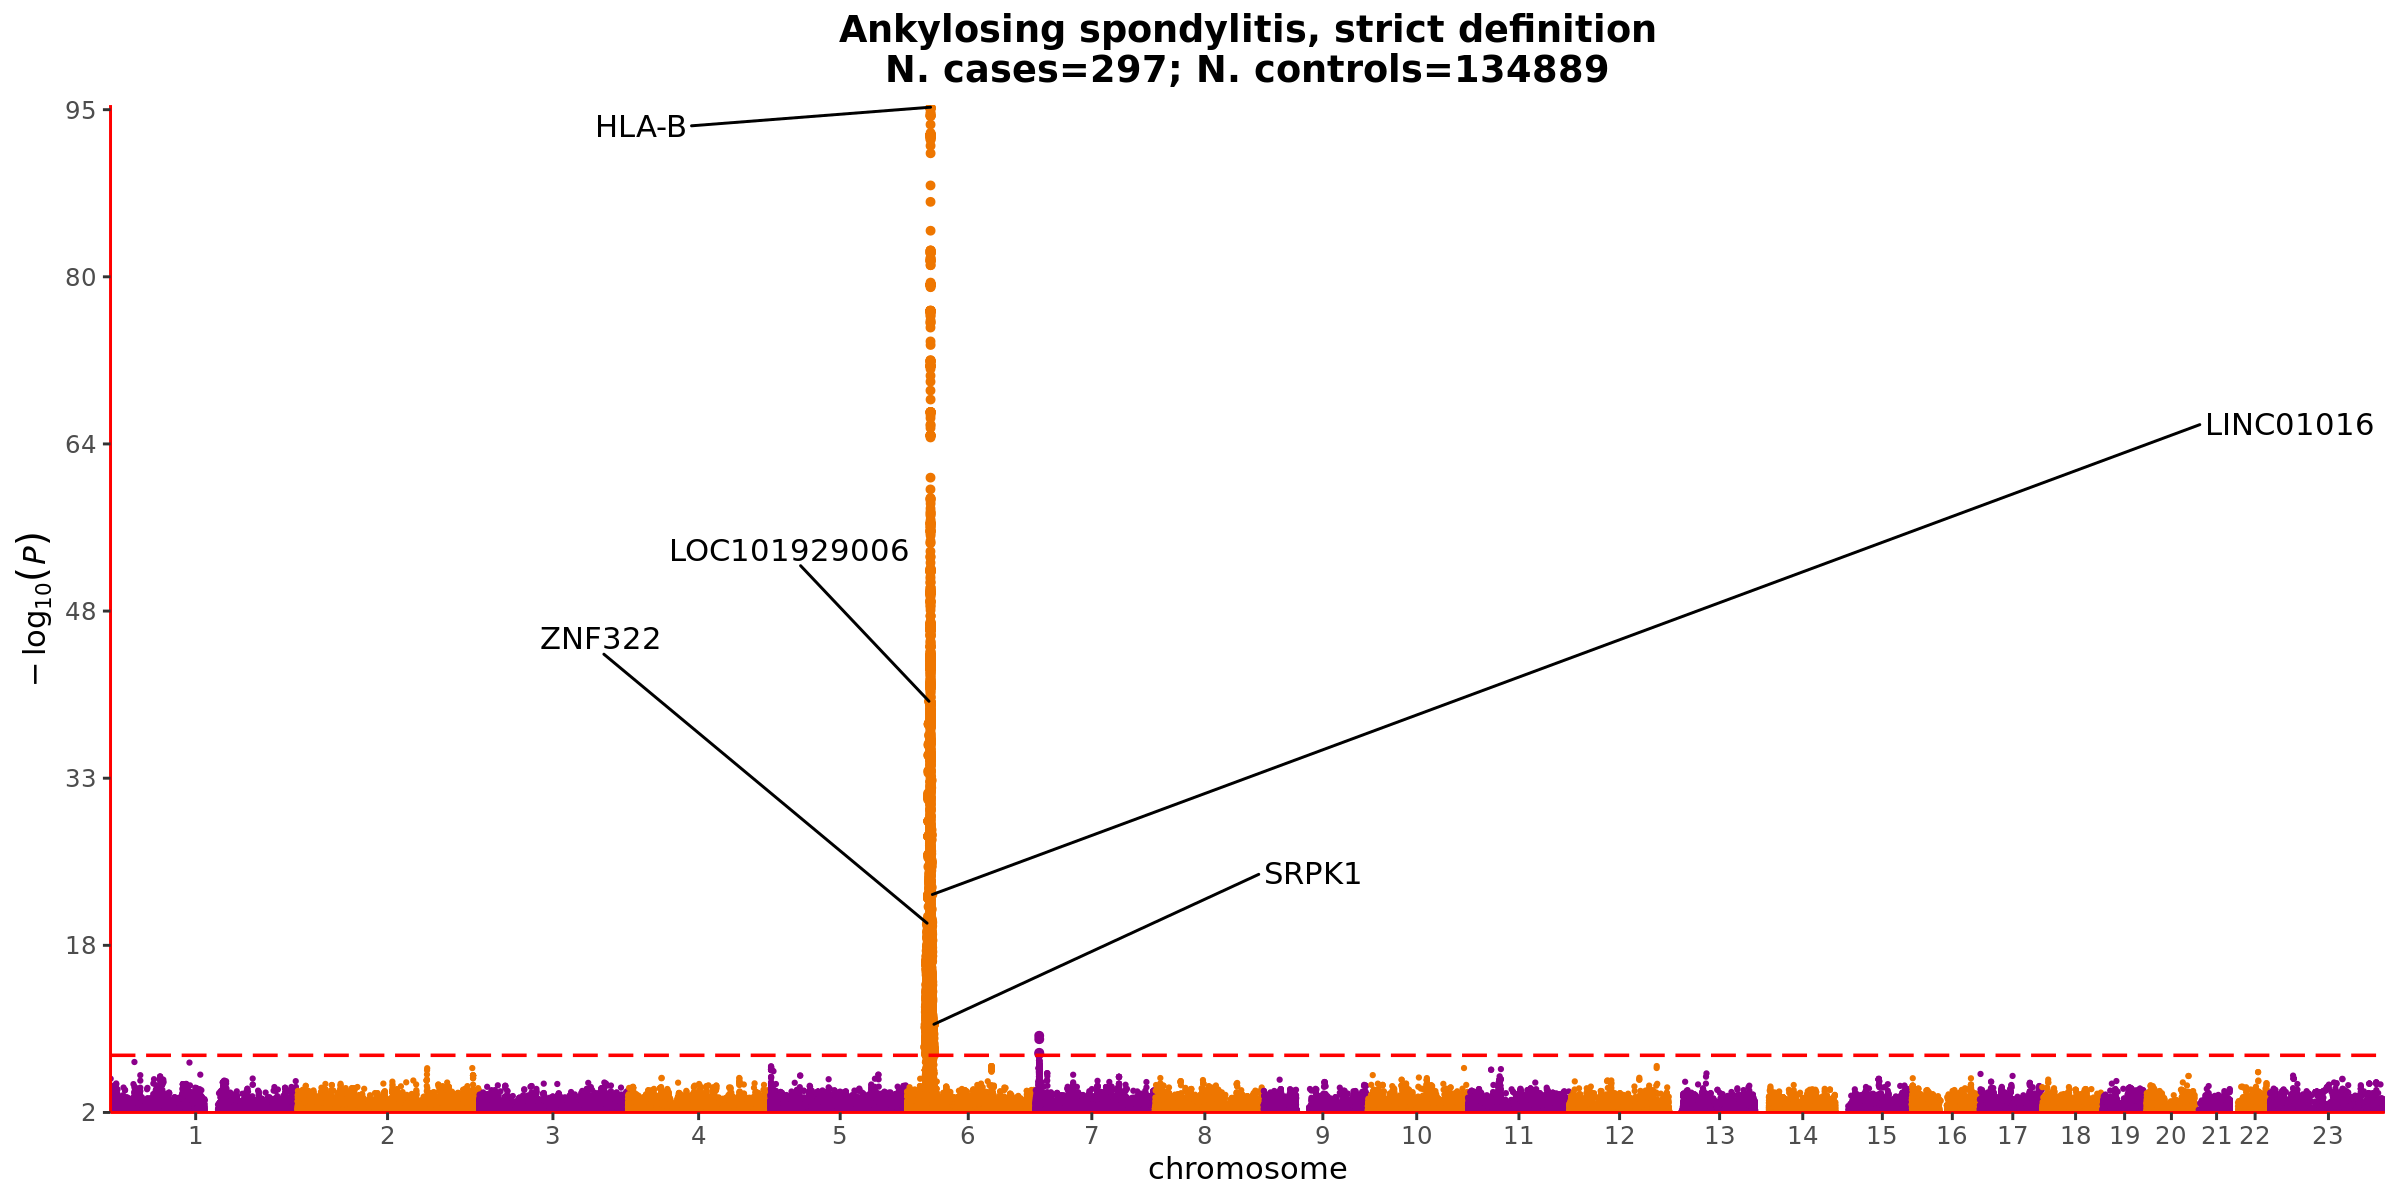 Ankylosing spondylitis, strict definition
N. cases=297; N. controls=134889
95
80
64
48
33
18
2
−log10(P)
HLA-B
LINC01016
LOC101929006
ZNF322
SRPK1
1 2 3 4 5 6 7 8 9 10 11 12 13 14 15 16 17 18 19 20 21 22 23
chromosome